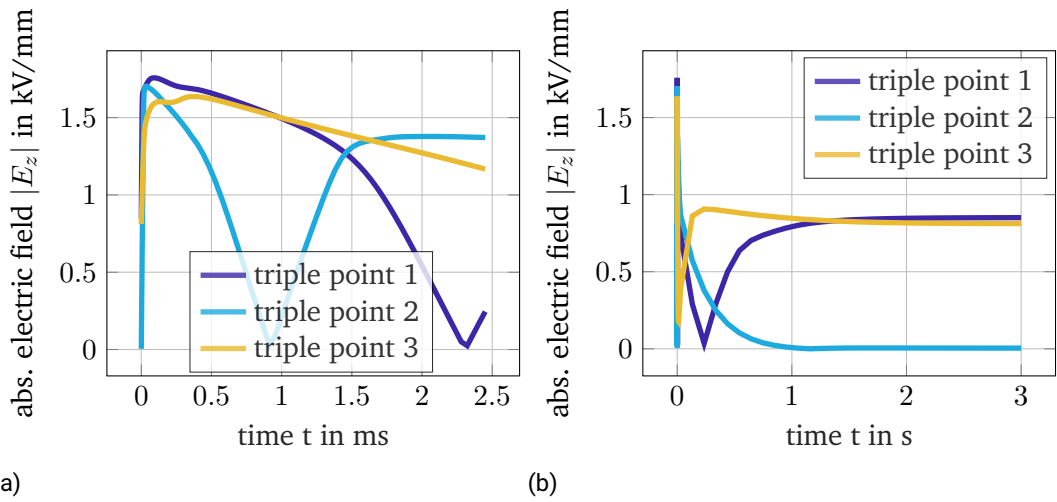 abs. electric field |E_z| in kV/mm
1.5
1
0.5
0
triple point 1
triple point 2
triple point 3
0 0.5 1 1.5 2 2.5
time t in ms
a)
abs. electric field |E_z| in kV/mm
1.5
1
0.5
0
triple point 1
triple point 2
triple point 3
0 1 2 3
time t in s
(b)